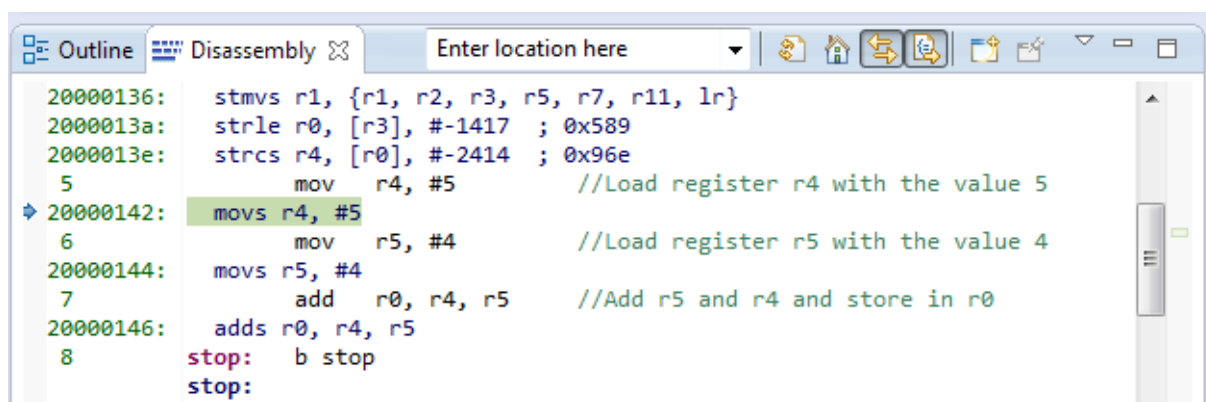 Outline Disassembly Enter location here
20000136: stmvs r1, {r1, r2, r3, r5, r7, r11, lr}
2000013a: strle r0, [r3], #-1417 ; 0x589
2000013e: strcs r4, [r0], #-2414 ; 0x96e
5 mov r4, #5 //Load register r4 with the value 5
20000142: movs r4, #5
6 mov r5, #4 //Load register r5 with the value 4
20000144: movs r5, #4
7 add r0, r4, r5 //Add r5 and r4 and store in r0
20000146: adds r0, r4, r5
8 stop: b stop
stop: